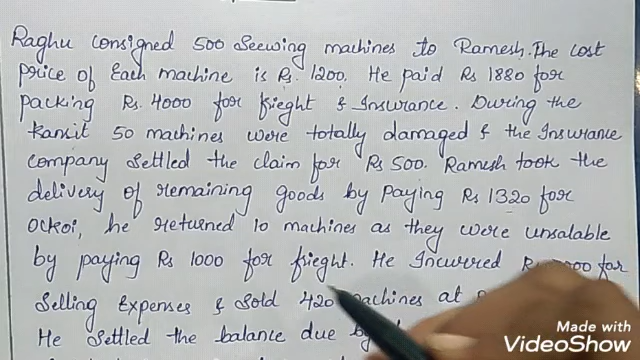 Raghu consigned 500 Seewing machines to Ramesh. The cost
price of Each machine is Rs. 1200. He paid Rs 1880 for
packing Rs. 4000 for frieght & Insurance. During the
transit 50 machines were totally damaged & the Insurance
company settled the claim for Rs 500. Ramesh took the
delivery of remaining goods by paying Rs 1320 for
Octroi, he returned 10 machines as they were unsalable
by paying Rs 1000 for frieght. He Incurred for
Selling Expenses & Sold 420 machines at
He Settled the balance due by
Made with
VideoShow